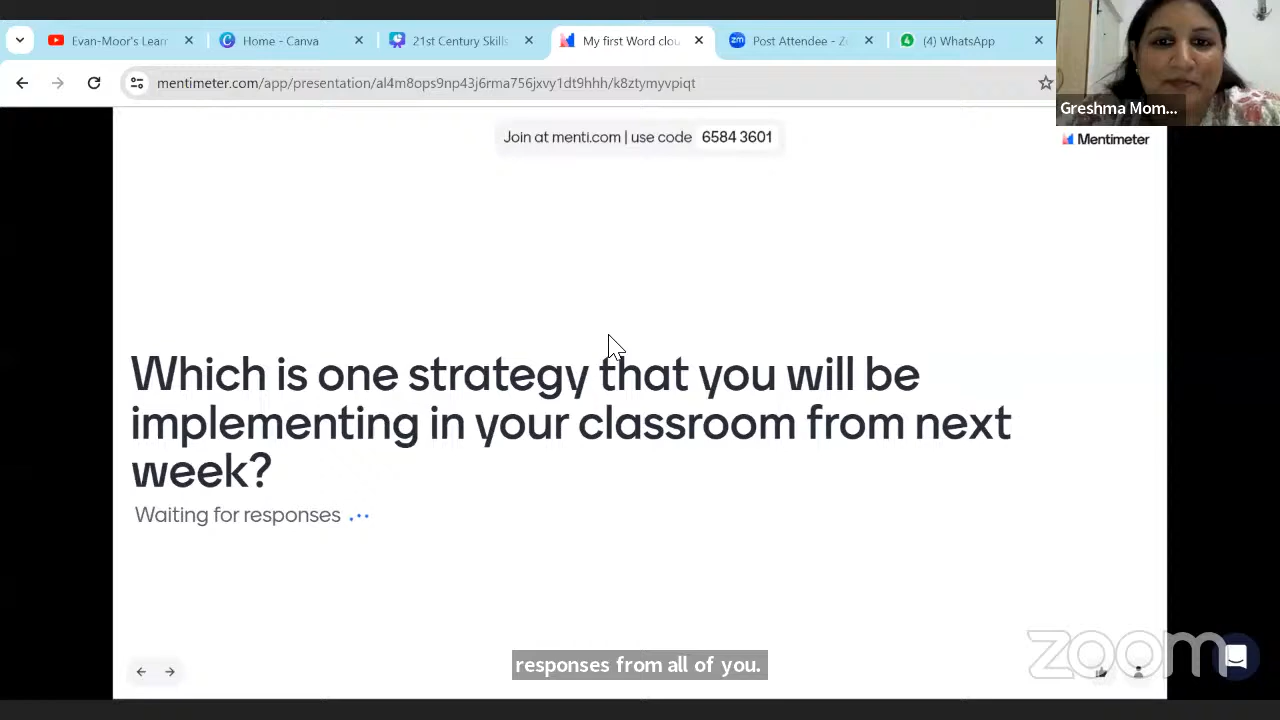 Evan-Moor's Lear
Home - Canva
21st Century Skills
My first Word clou
Post Attendee - Zo
(4) WhatsApp
mentimeter.com/app/presentation/al4m8ops9np43j6rma756jxvy1dt9hhh/k8ztymyvpiqt
Greshma Mom...
Join at menti.com | use code 6584 3601
Mentimeter
Which is one strategy that you will be
implementing in your classroom from next
week?
Waiting for responses
responses from all of you.
zoom